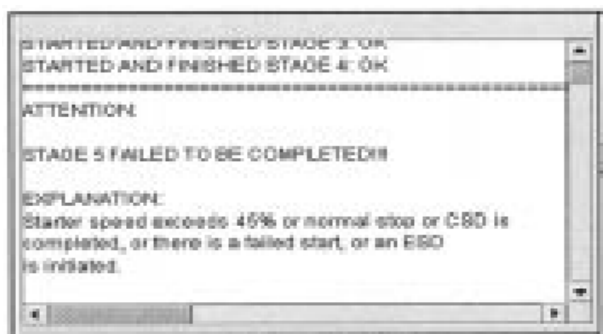 STARTED AND FINISHED STAGE 3: OK
STARTED AND FINISHED STAGE 4: OK
ATTENTION:
STAGE 5 FAILED TO BE COMPLETED!!!
EXPLANATION:
Starter speed exceeds 45% or normal stop or CSD is
completed, or there is a failed start, or an ESD
is initiated.